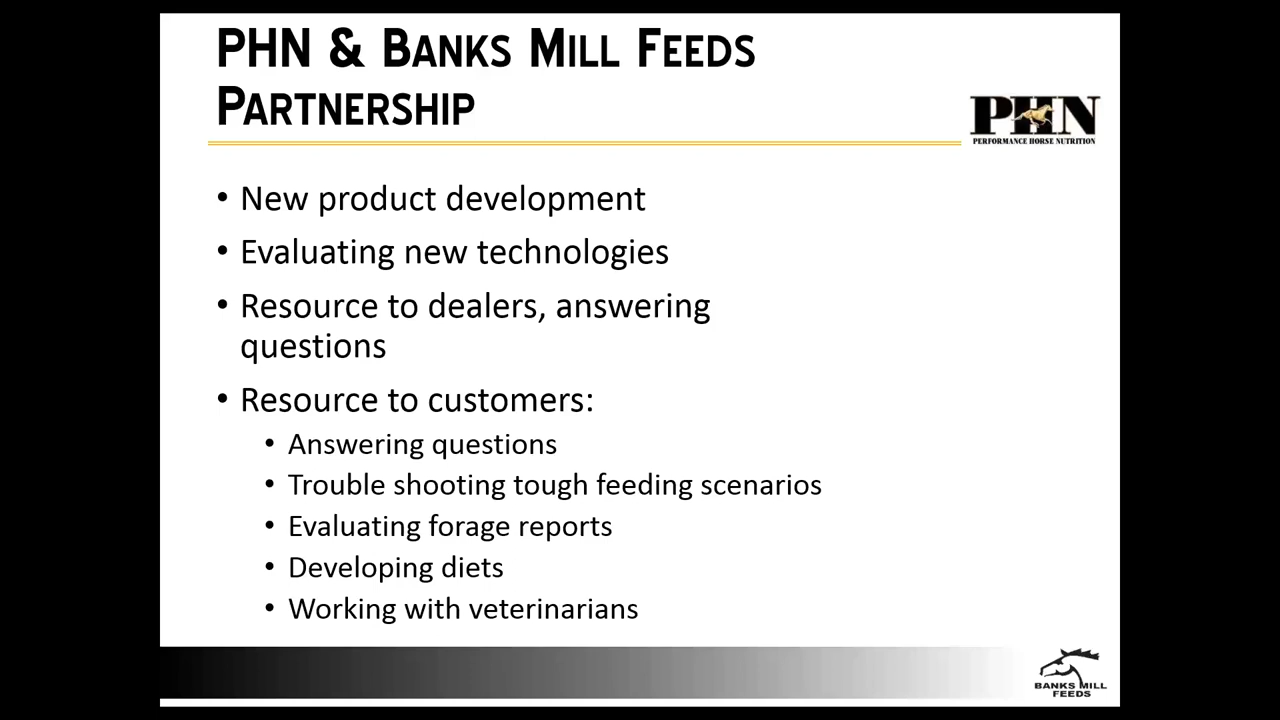 PHN & BANKS MILL FEEDS
PARTNERSHIP
PHN
PERFORMANCE HORSE NUTRITION
• New product development
• Evaluating new technologies
• Resource to dealers, answering
questions
• Resource to customers:
• Answering questions
• Trouble shooting tough feeding scenarios
• Evaluating forage reports
• Developing diets
• Working with veterinarians
BANKS MILL
FEEDS